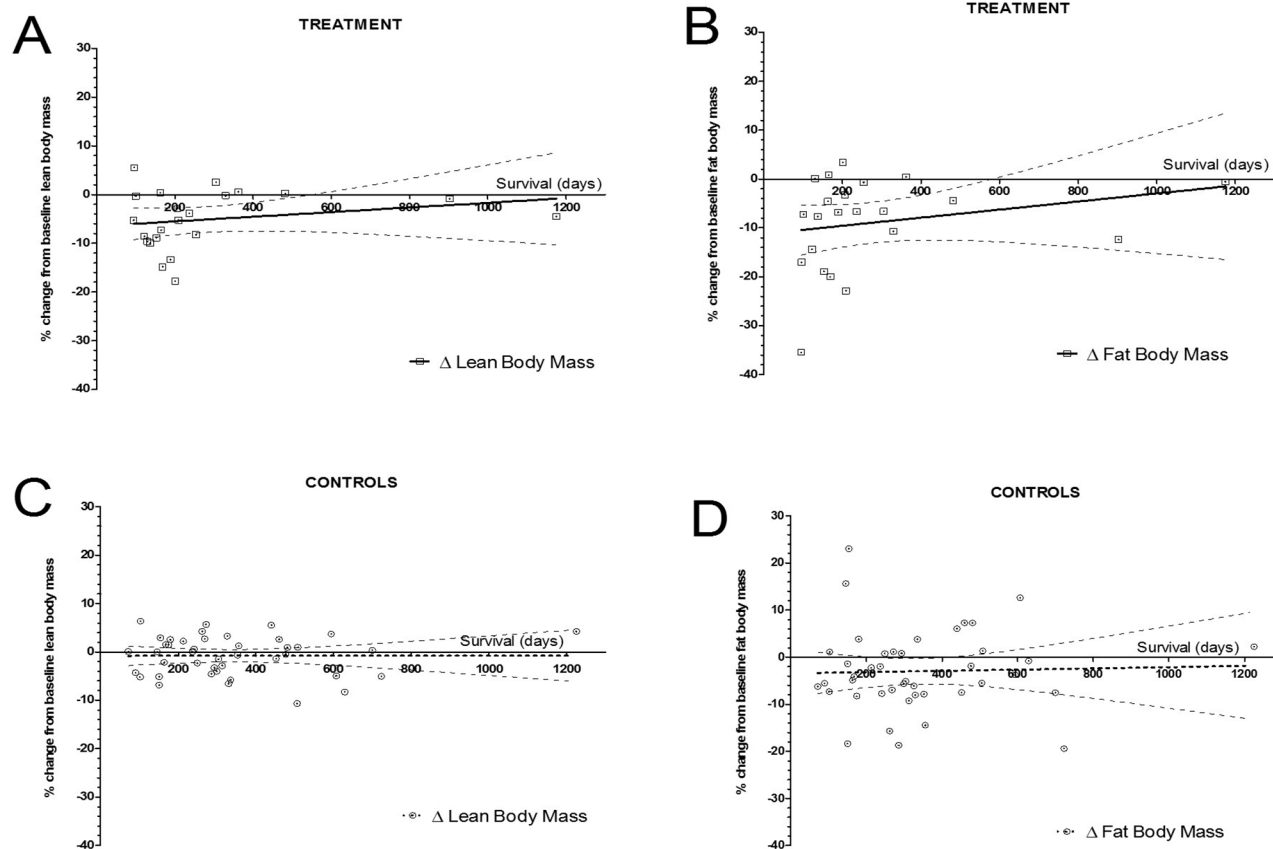 A
TREATMENT
% change from baseline lean body mass
30
20
10
0
-10
-20
-30
-40
200
400
600
800
1000
1200
Survival (days)
Δ Lean Body Mass
B
TREATMENT
% change from baseline fat body mass
30
20
10
0
-10
-20
-30
-40
200
400
600
800
1000
1200
Survival (days)
Δ Fat Body Mass
C
CONTROLS
% change from baseline lean body mass
30
20
10
0
-10
-20
-30
-40
200
400
600
800
1000
1200
Survival (days)
Δ Lean Body Mass
D
CONTROLS
% change from baseline fat body mass
30
20
10
0
-10
-20
-30
-40
200
400
600
800
1000
1200
Survival (days)
Δ Fat Body Mass